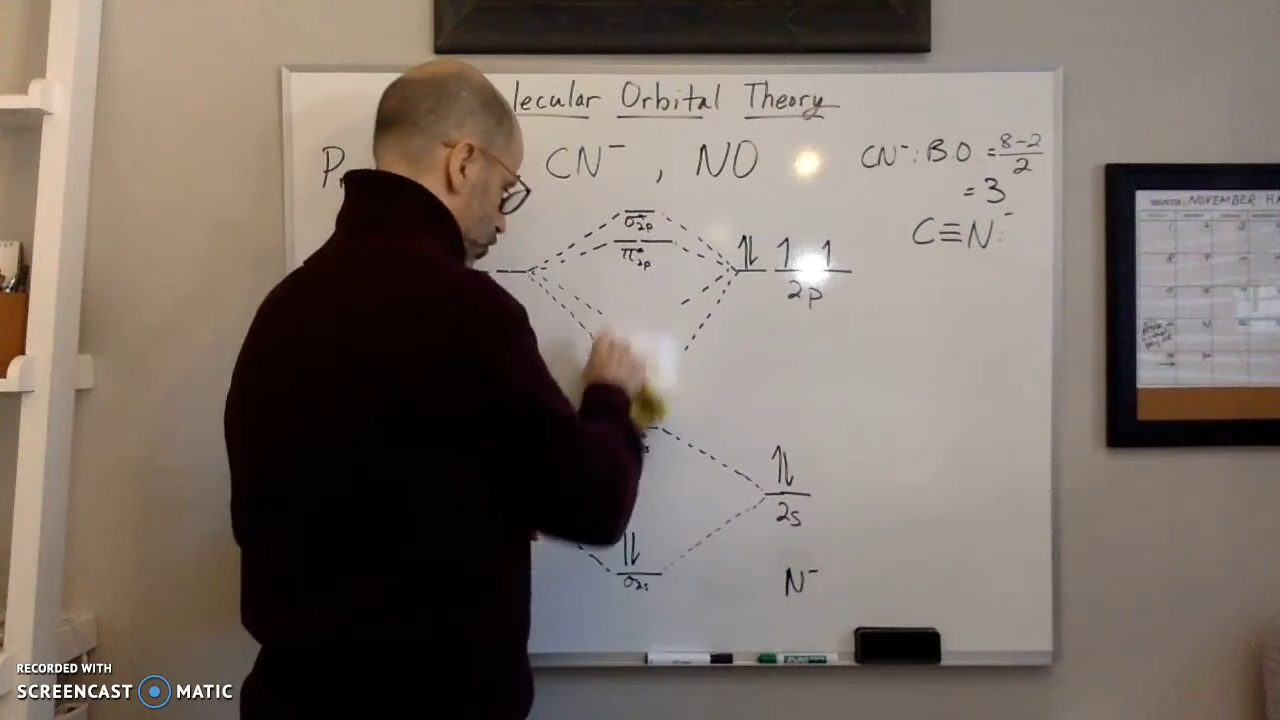 lecular Orbital Theory
CN⁻, NO
CN⁻: B.O. = 8-2/2
= 3
C≡N:⁻
σ*2p
π*2p
2p
2s
σ2s
N⁻
MONTH: NOVEMBER
RECORDED WITH
SCREENCAST MATIC